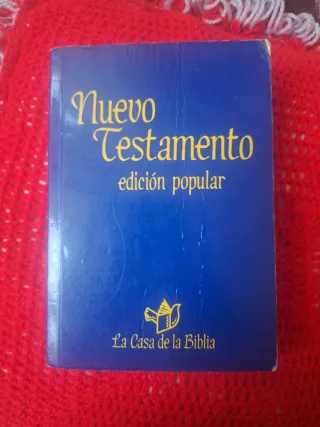 Nuevo
Testamento
edición popular
La Casa de la Biblia